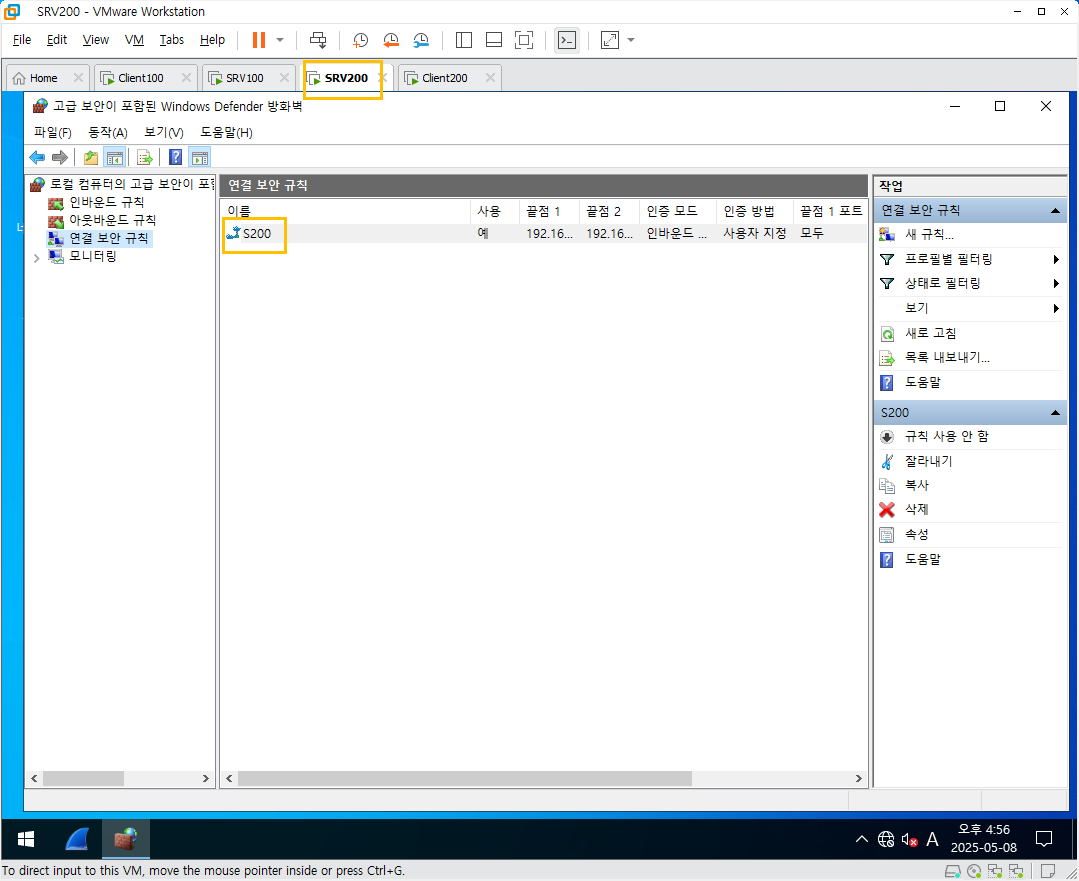 SRV200 - VMware Workstation
File Edit View VM Tabs Help
Home Client100 SRV100 SRV200 Client200
고급 보안이 포함된 Windows Defender 방화벽
파일(F) 동작(A) 보기(V) 도움말(H)
로컬 컴퓨터의 고급 보안이 포함
인바운드 규칙
아웃바운드 규칙
연결 보안 규칙
모니터링
연결 보안 규칙
이름 사용 끝점 1 끝점 2 인증 모드 인증 방법 끝점 1 포트
S200 예 192.16... 192.16... 인바운드 ... 사용자 지정 모두
작업
연결 보안 규칙
새 규칙...
프로필별 필터링
상태로 필터링
보기
새로 고침
목록 내보내기...
도움말
S200
규칙 사용 안 함
잘라내기
복사
삭제
속성
도움말
A 오후 4:56
2025-05-08
To direct input to this VM, move the mouse pointer inside or press Ctrl+G.